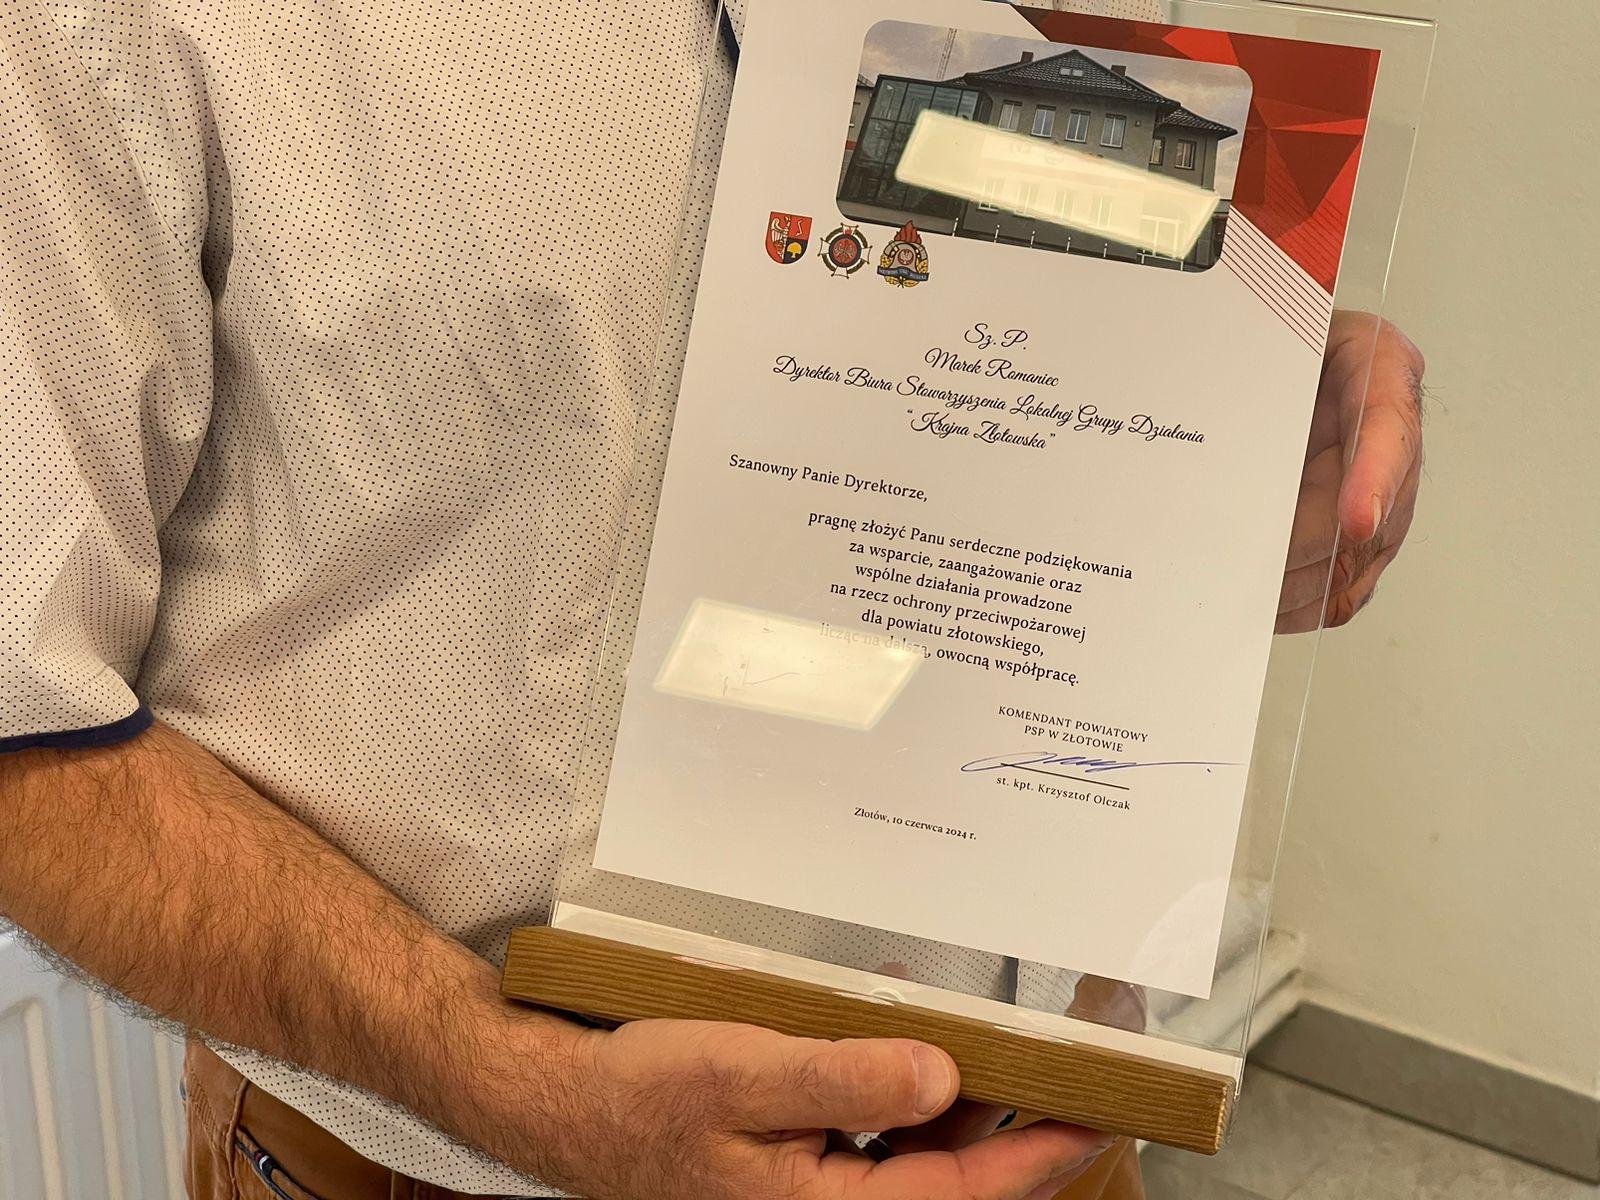 Sz. P.
Marek Romaniec
Dyrektor Biura Stowarzyszenia Lokalnej Grupy Działania
“Krajna Złotowska”
Szanowny Panie Dyrektorze,
pragnę złożyć Panu serdeczne podziękowania
za wsparcie, zaangażowanie oraz
wspólne działania prowadzone
na rzecz ochrony przeciwpożarowej
dla powiatu złotowskiego,
licząc na dalszą, owocną współpracę.
KOMENDANT POWIATOWY
PSP W ZŁOTOWIE
st. kpt. Krzysztof Olczak
Złotów, 10 czerwca 2024 r.